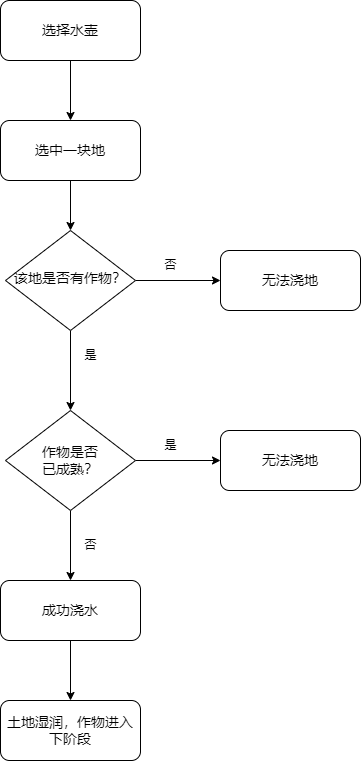 选择水壶
选中一块地
该地是否有作物？
否
无法浇地
是
作物是否
已成熟？
是
无法浇地
否
成功浇水
土地湿润，作物进入
下阶段